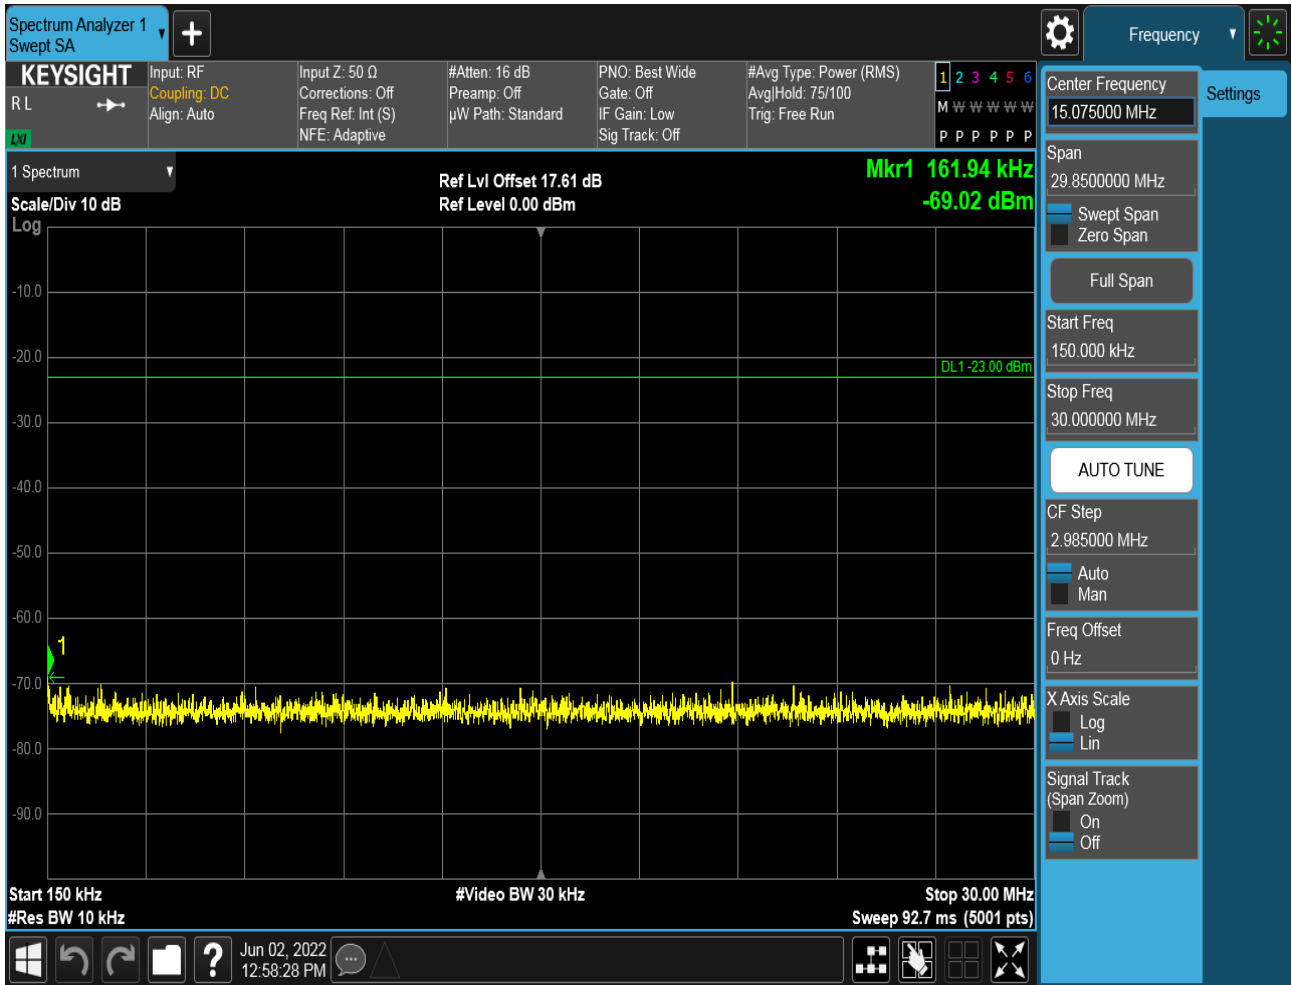 Spectrum Analyzer 1
Swept SA
Frequency
KEYSIGHT
R L
LXI
Input: RF
Coupling: DC
Align: Auto
Input Z: 50 Ω
Corrections: Off
Freq Ref: Int (S)
NFE: Adaptive
#Atten: 16 dB
Preamp: Off
µW Path: Standard
PNO: Best Wide
Gate: Off
IF Gain: Low
Sig Track: Off
#Avg Type: Power (RMS)
Avg|Hold: 75/100
Trig: Free Run
1 2 3 4 5 6
M W W W W W
P P P P P P
1 Spectrum
Scale/Div 10 dB
Log
Ref Lvl Offset 17.61 dB
Ref Level 0.00 dBm
Mkr1 161.94 kHz
-69.02 dBm
-10.0
-20.0
DL1 -23.00 dBm
-30.0
-40.0
-50.0
-60.0
1
-70.0
-80.0
-90.0
Start 150 kHz
#Video BW 30 kHz
Stop 30.00 MHz
#Res BW 10 kHz
Sweep 92.7 ms (5001 pts)
?
Jun 02, 2022
12:58:28 PM
Center Frequency
15.075000 MHz
Settings
Span
29.8500000 MHz
Swept Span
Zero Span
Full Span
Start Freq
150.000 kHz
Stop Freq
30.000000 MHz
AUTO TUNE
CF Step
2.985000 MHz
Auto
Man
Freq Offset
0 Hz
X Axis Scale
Log
Lin
Signal Track
(Span Zoom)
On
Off